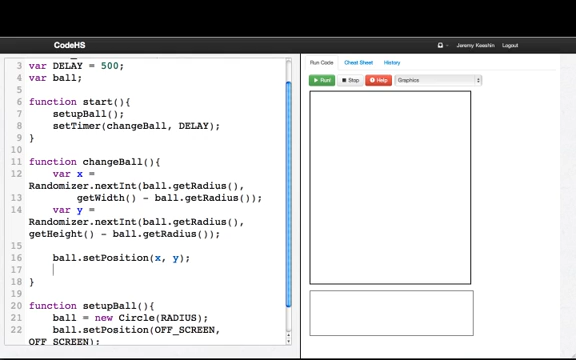 CodeHS
Jeremy Keeshin
Logout
Run Code
Cheat Sheet
History
Run!
Stop
Help
Graphics
3 var DELAY = 500;
4 var ball;
5
6 function start(){
7 setupBall();
8 setTimer(changeBall, DELAY);
9 }
10
11 function changeBall(){
12 var x =
Randomizer.nextInt(ball.getRadius(),
13 getWidth() - ball.getRadius());
14 var y =
Randomizer.nextInt(ball.getRadius(),
getHeight() - ball.getRadius());
15
16 ball.setPosition(x, y);
17
18 }
19
20 function setupBall(){
21 ball = new Circle(RADIUS);
22 ball.setPosition(OFF_SCREEN,
OFF_SCREEN);